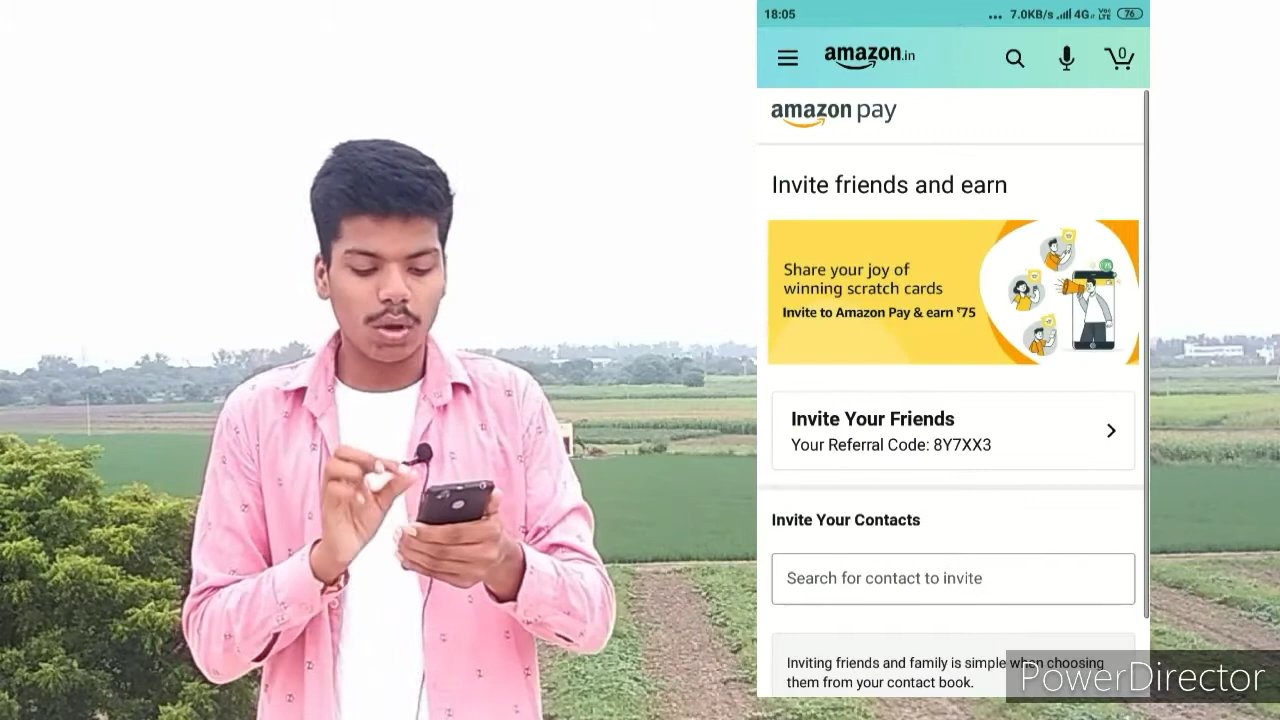 18:05 ... 7.0KB/s 4G Vo LTE 76
amazon.in 0
amazon pay
Invite friends and earn
Share your joy of
winning scratch cards
Invite to Amazon Pay & earn ₹75
Invite Your Friends
Your Referral Code: 8Y7XX3
Invite Your Contacts
Search for contact to invite
Inviting friends and family is simple when choosing
them from your contact book.
PowerDirector